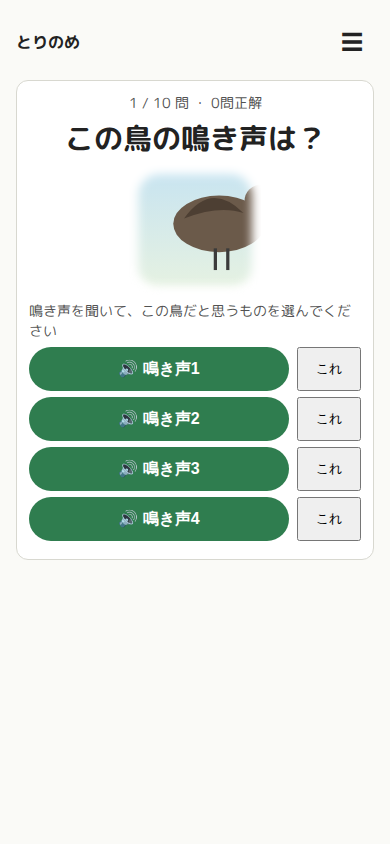 とりのめ
☰
1 / 10 問 · 0問正解
この鳥の鳴き声は？
鳴き声を聞いて、この鳥だと思うものを選んでくだ
さい
🔊 鳴き声1
これ
🔊 鳴き声2
これ
🔊 鳴き声3
これ
🔊 鳴き声4
これ